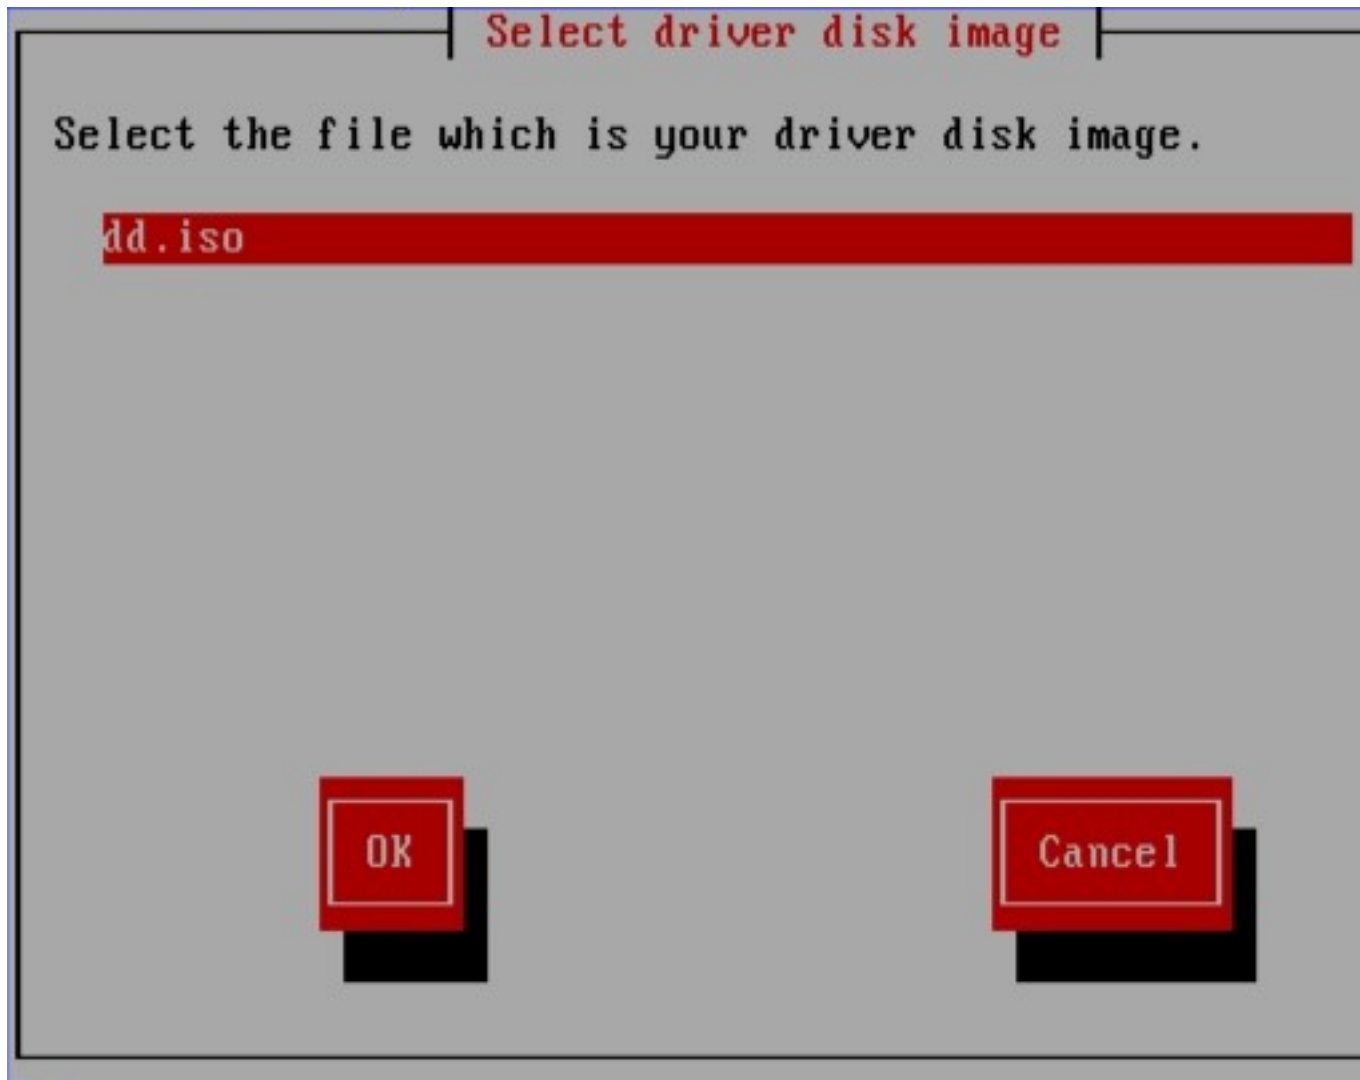 Select driver disk image
Select the file which is your driver disk image.
dd.iso
OK
Cancel